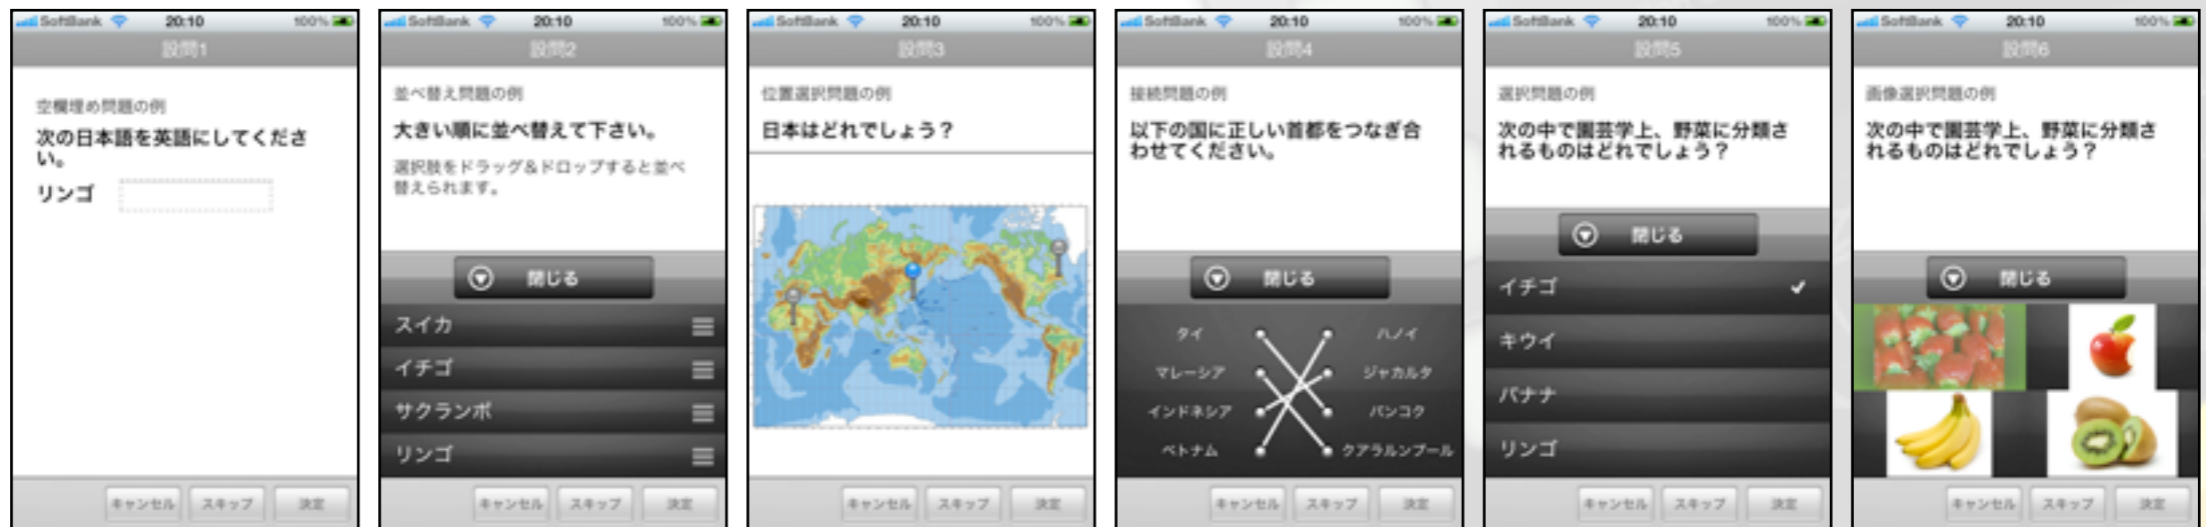 SoftBank 20:10 100%
設問1
空欄埋め問題の例
次の日本語を英語にしてくださ
い。
リンゴ
キャンセル スキップ 決定
SoftBank 20:10 100%
設問2
並べ替え問題の例
大きい順に並べ替えて下さい。
選択肢をドラッグ&ドロップすると並べ
替えられます。
閉じる
スイカ
イチゴ
サクランボ
リンゴ
キャンセル スキップ 決定
SoftBank 20:10 100%
設問3
位置選択問題の例
日本はどれでしょう？
キャンセル スキップ 決定
SoftBank 20:10 100%
設問4
接続問題の例
以下の国に正しい首都をつなぎ合
わせてください。
閉じる
タイ ハノイ
マレーシア ジャカルタ
インドネシア バンコク
ベトナム クアラルンプール
キャンセル スキップ 決定
SoftBank 20:10 100%
設問5
選択問題の例
次の中で園芸学上、野菜に分類さ
れるものはどれでしょう？
閉じる
イチゴ
キウイ
バナナ
リンゴ
キャンセル スキップ 決定
SoftBank 20:10 100%
設問6
画像選択問題の例
次の中で園芸学上、野菜に分類さ
れるものはどれでしょう？
閉じる
キャンセル スキップ 決定